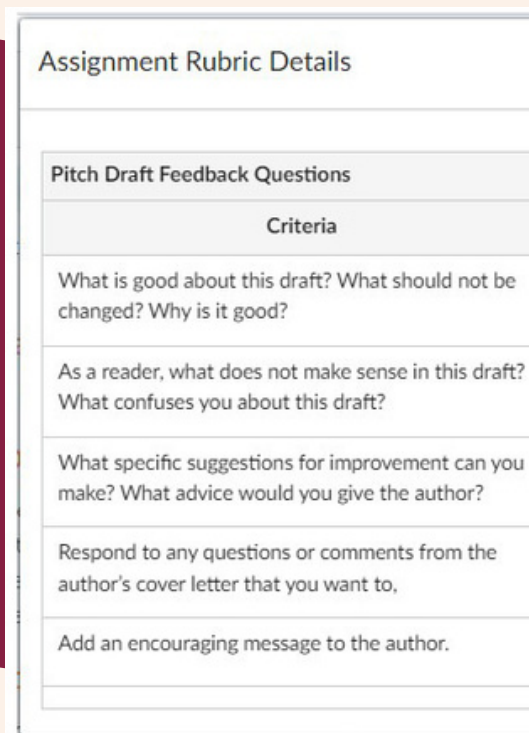 Assignment Rubric Details
Pitch Draft Feedback Questions
Criteria
What is good about this draft? What should not be
changed? Why is it good?
As a reader, what does not make sense in this draft?
What confuses you about this draft?
What specific suggestions for improvement can you
make? What advice would you give the author?
Respond to any questions or comments from the
author's cover letter that you want to,
Add an encouraging message to the author.